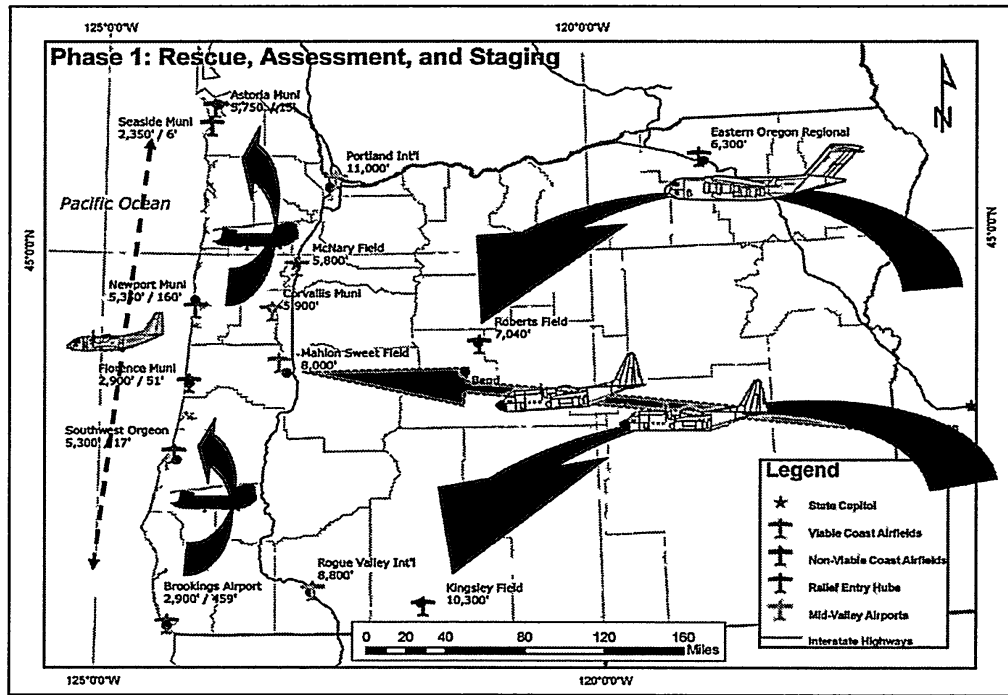 125°0'0"W 120°0'0"W
Phase 1: Rescue, Assessment, and Staging
Astoria Muni
5,750' / 15'
Seaside Muni
2,350' / 6'
Eastern Oregon Regional
6,300'
N
Portland Int'l
11,000'
Pacific Ocean
45°0'0"N
45°0'0"N
McNary Field
5,800'
Newport Muni
5,350' / 160'
Corvallis Muni
5,900'
Roberts Field
7,040'
Mahlon Sweet Field
8,000'
Florence Muni
2,900' / 51'
Bend
Southwest Orgeon
5,300' / 17'
Legend
State Capitol
Viable Coast Airfields
Non-Viable Coast Airfields
Relief Entry Hubs
Mid-Valley Airports
Interstate Highways
Rogue Valley Int'l
8,800'
Brookings Airport
2,900' / 459'
Kingsley Field
10,300'
0 20 40 80 120 160
Miles
125°0'0"W 120°0'0"W